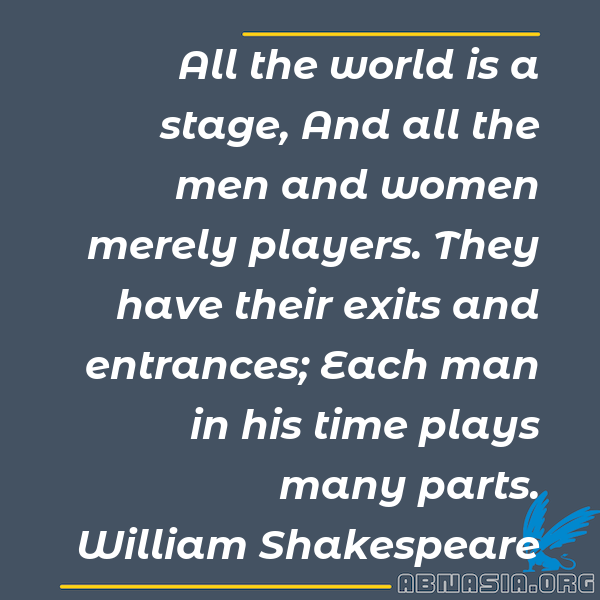 All the world is a
stage, And all the
men and women
merely players. They
have their exits and
entrances; Each man
in his time plays
many parts.
William Shakespeare
ABNASIA.ORG